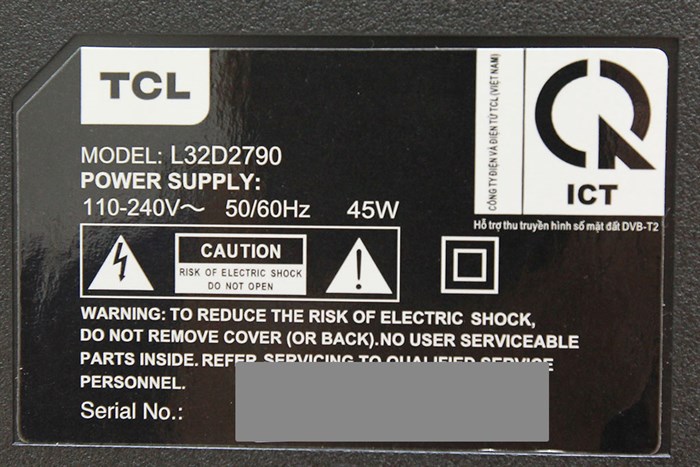 TCL
MODEL: L32D2790
POWER SUPPLY:
110-240V～ 50/60Hz 45W
CAUTION
RISK OF ELECTRIC SHOCK
DO NOT OPEN
CÔNG TY ĐIỆN VÀ ĐIỆN TỬ TCL (VIỆT NAM)
ICT
Hỗ trợ thu truyền hình số mặt đất DVB-T2
WARNING: TO REDUCE THE RISK OF ELECTRIC SHOCK,
DO NOT REMOVE COVER (OR BACK).NO USER SERVICEABLE
PARTS INSIDE. REFER SERVICING TO QUALIFIED SERVICE
PERSONNEL.
Serial No.: